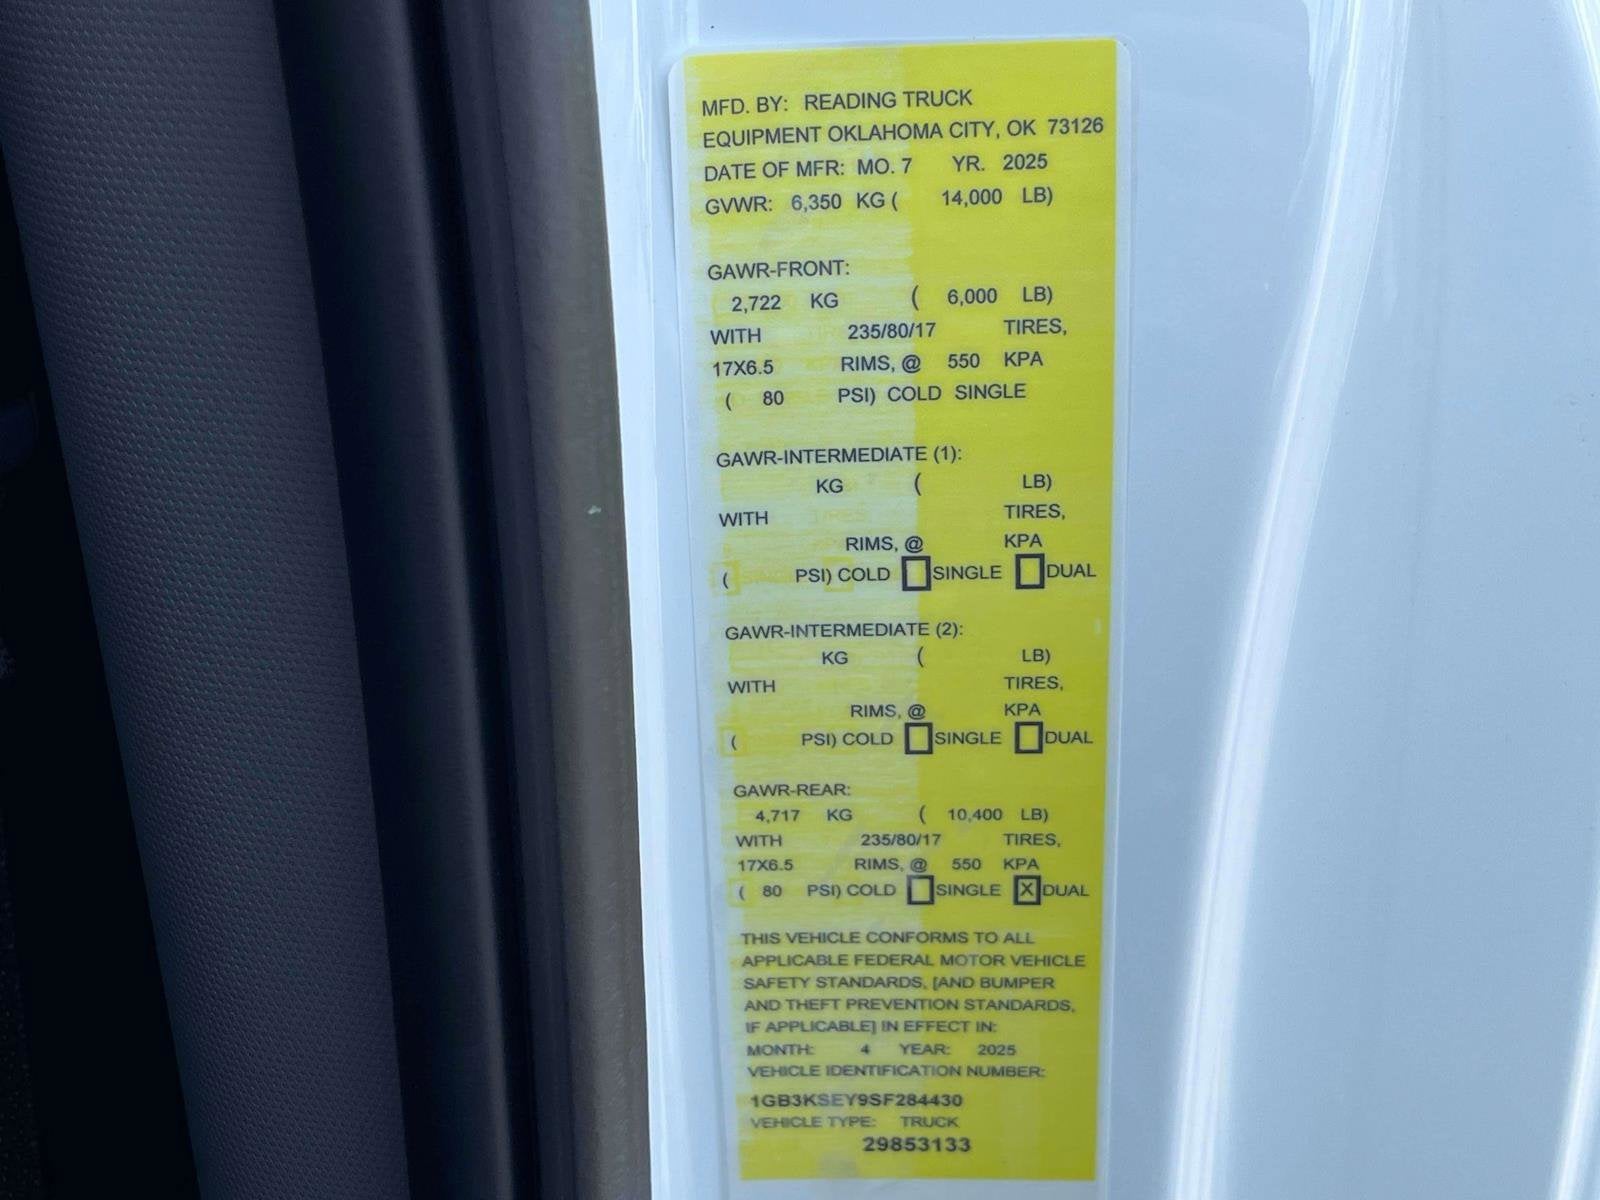 MFD. BY: READING TRUCK
EQUIPMENT OKLAHOMA CITY, OK 73126
DATE OF MFR: MO. 7 YR. 2025
GVWR: 6,350 KG ( 14,000 LB)
GAWR-FRONT:
2,722 KG ( 6,000 LB)
WITH 235/80/17 TIRES,
17X6.5 RIMS, @ 550 KPA
( 80 PSI) COLD SINGLE
GAWR-INTERMEDIATE (1):
KG ( LB)
WITH TIRES,
RIMS, @ KPA
( PSI) COLD SINGLE DUAL
GAWR-INTERMEDIATE (2):
KG ( LB)
WITH TIRES,
RIMS, @ KPA
( PSI) COLD SINGLE DUAL
GAWR-REAR:
4,717 KG ( 10,400 LB)
WITH 235/80/17 TIRES,
17X6.5 RIMS, @ 550 KPA
( 80 PSI) COLD SINGLE X DUAL
THIS VEHICLE CONFORMS TO ALL
APPLICABLE FEDERAL MOTOR VEHICLE
SAFETY STANDARDS, [AND BUMPER
AND THEFT PREVENTION STANDARDS,
IF APPLICABLE] IN EFFECT IN:
MONTH: 4 YEAR: 2025
VEHICLE IDENTIFICATION NUMBER:
1GB3KSEY9SF284430
VEHICLE TYPE: TRUCK
29853133